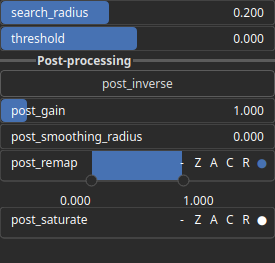 search_radius 0.200
threshold 0.000
Post-processing
post_inverse
post_gain 1.000
post_smoothing_radius 0.000
post_remap - Z A C R
0.000 1.000
post_saturate - Z A C R